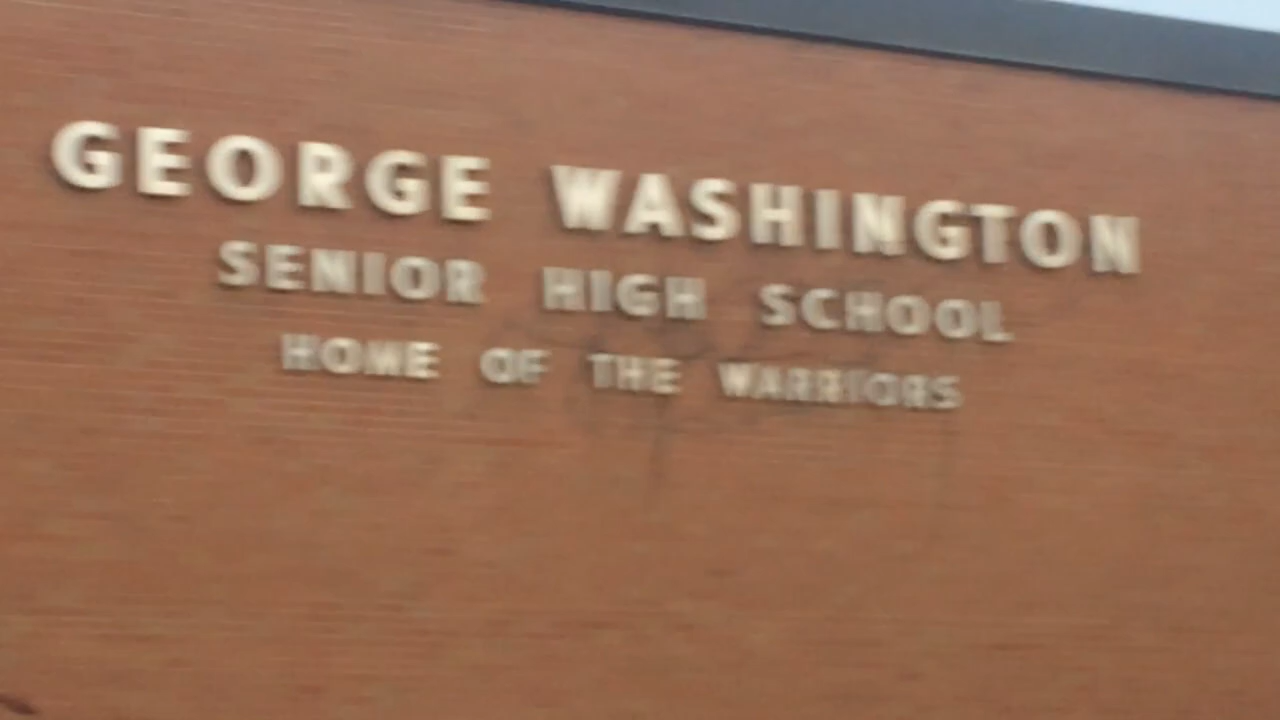 GEORGE WASHINGTON
SENIOR HIGH SCHOOL
HOME OF THE WARRIORS